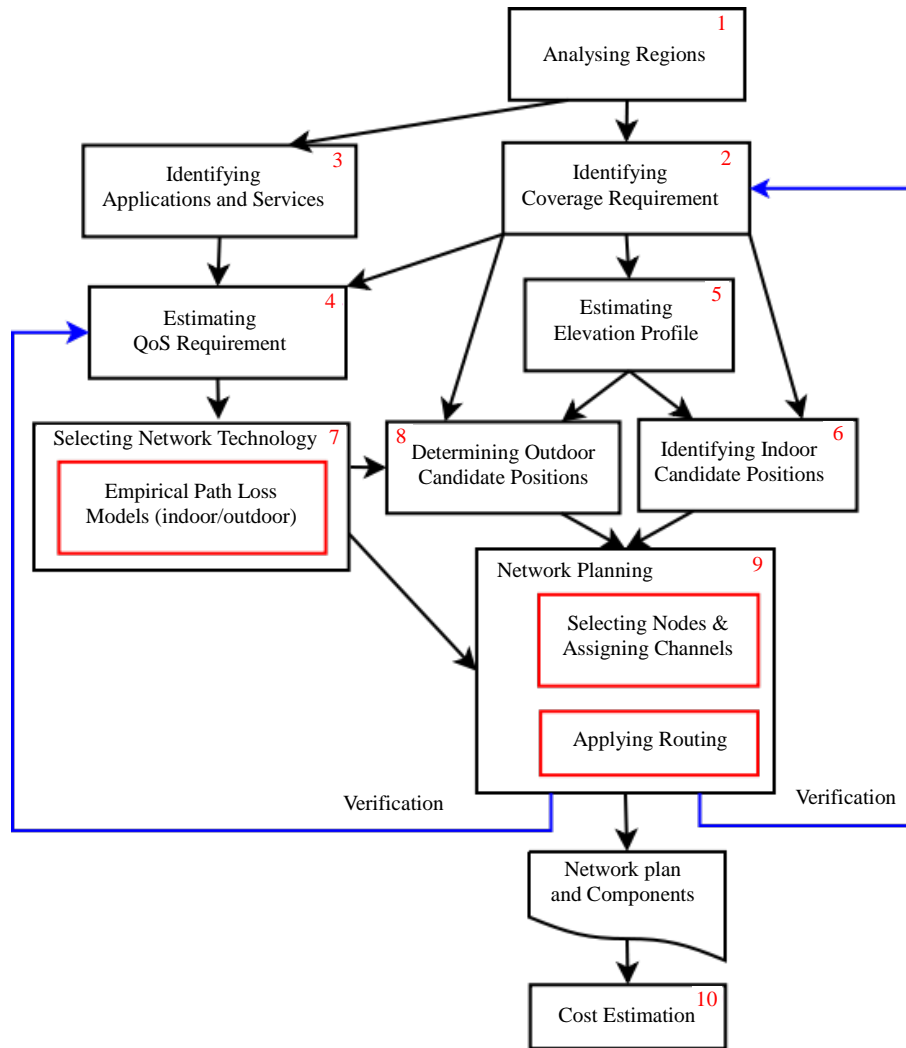 1
Analysing Regions
3
Identifying
Applications and Services
2
Identifying
Coverage Requirement
4
Estimating
QoS Requirement
5
Estimating
Elevation Profile
Selecting Network Technology 7
Empirical Path Loss
Models (indoor/outdoor)
8
Determining Outdoor
Candidate Positions
6
Identifying Indoor
Candidate Positions
Network Planning 9
Selecting Nodes &
Assigning Channels
Applying Routing
Verification
Verification
Network plan
and Components
10
Cost Estimation